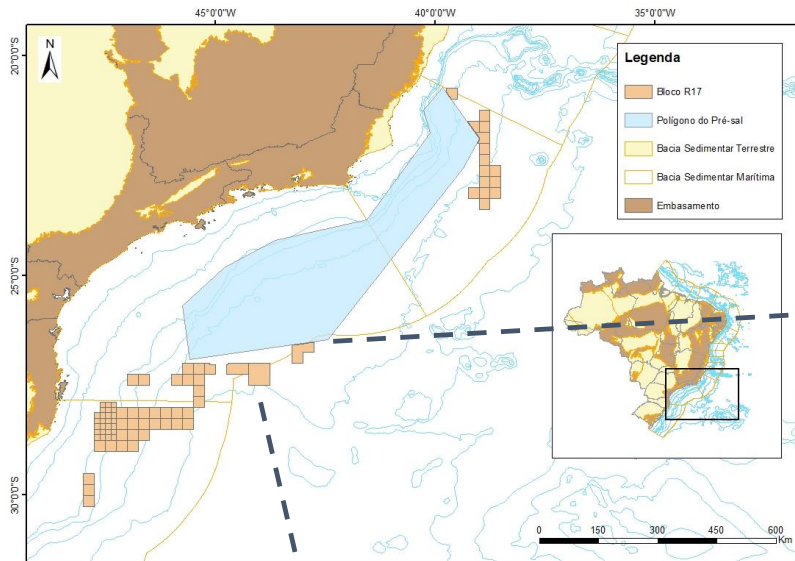 45°0'0"W
40°0'0"W
35°0'0"W
20°0'0"S
25°0'0"S
30°0'0"S
N
Legenda
Bloco R17
Polígono do Pré-sal
Bacia Sedimentar Terrestre
Bacia Sedimentar Marítima
Embasamento
0 150 300 450 600
Km